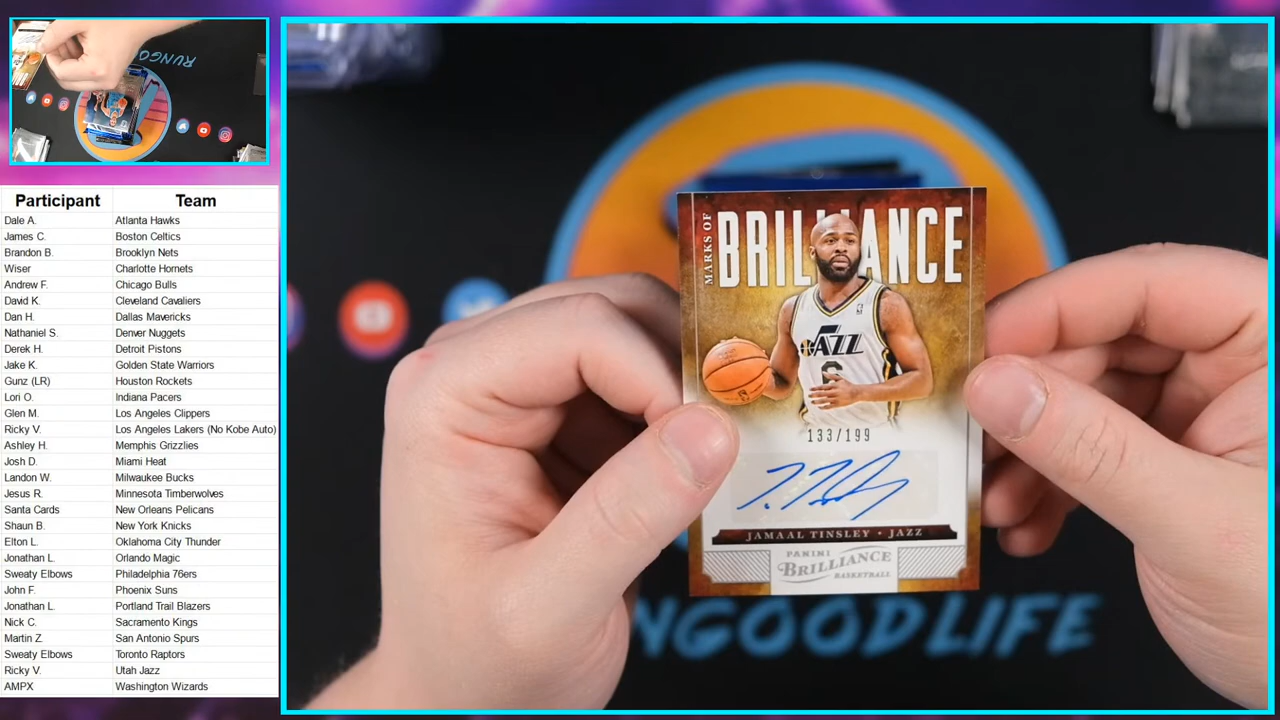 RUNGOODLIFE
Participant Team
Dale A. Atlanta Hawks
James C. Boston Celtics
Brandon B. Brooklyn Nets
Wiser Charlotte Hornets
Andrew F. Chicago Bulls
David K. Cleveland Cavaliers
Dan H. Dallas Mavericks
Nathaniel S. Denver Nuggets
Derek H. Detroit Pistons
Jake K. Golden State Warriors
Gunz (LR) Houston Rockets
Lori O. Indiana Pacers
Glen M. Los Angeles Clippers
Ricky V. Los Angeles Lakers (No Kobe Auto)
Ashley H. Memphis Grizzlies
Josh D. Miami Heat
Landon W. Milwaukee Bucks
Jesus R. Minnesota Timberwolves
Santa Cards New Orleans Pelicans
Shaun B. New York Knicks
Elton L. Oklahoma City Thunder
Jonathan L. Orlando Magic
Sweaty Elbows Philadelphia 76ers
John F. Phoenix Suns
Jonathan L. Portland Trail Blazers
Nick C. Sacramento Kings
Martin Z. San Antonio Spurs
Sweaty Elbows Toronto Raptors
Ricky V. Utah Jazz
AMPX Washington Wizards
MARKS OF
BRILLIANCE
JAZZ
6
133/199
JAMAAL TINSLEY • JAZZ
PANINI
BRILLIANCE
BASKETBALL
NGOODLIFE